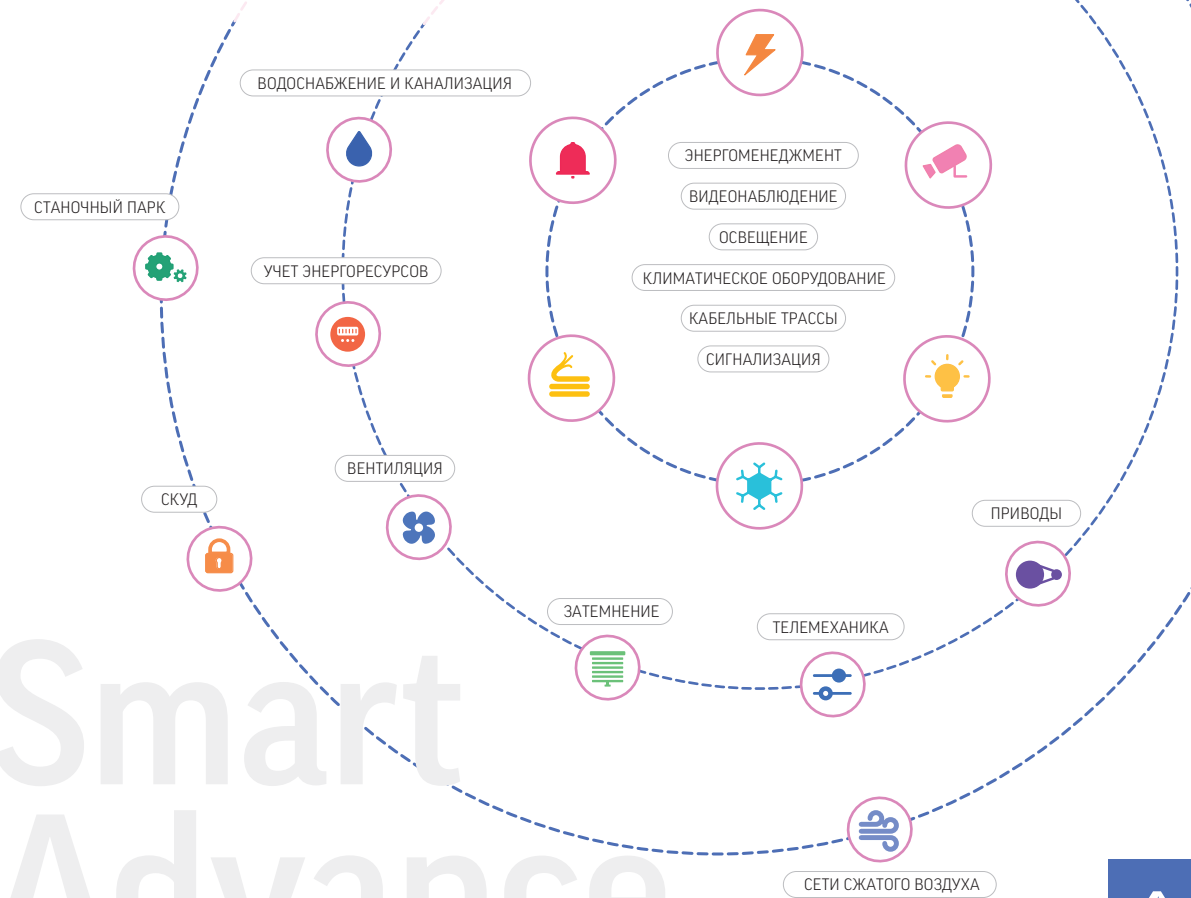 ВОДОСНАБЖЕНИЕ И КАНАЛИЗАЦИЯ
ЭНЕРГОМЕНЕДЖМЕНТ
ВИДЕОНАБЛЮДЕНИЕ
СТАНОЧНЫЙ ПАРК
ОСВЕЩЕНИЕ
УЧЕТ ЭНЕРГОРЕСУРСОВ
КЛИМАТИЧЕСКОЕ ОБОРУДОВАНИЕ
КАБЕЛЬНЫЕ ТРАССЫ
СИГНАЛИЗАЦИЯ
ВЕНТИЛЯЦИЯ
СКУД
ПРИВОДЫ
ЗАТЕМНЕНИЕ
ТЕЛЕМЕХАНИКА
Smart
Advance
СЕТИ СЖАТОГО ВОЗДУХА